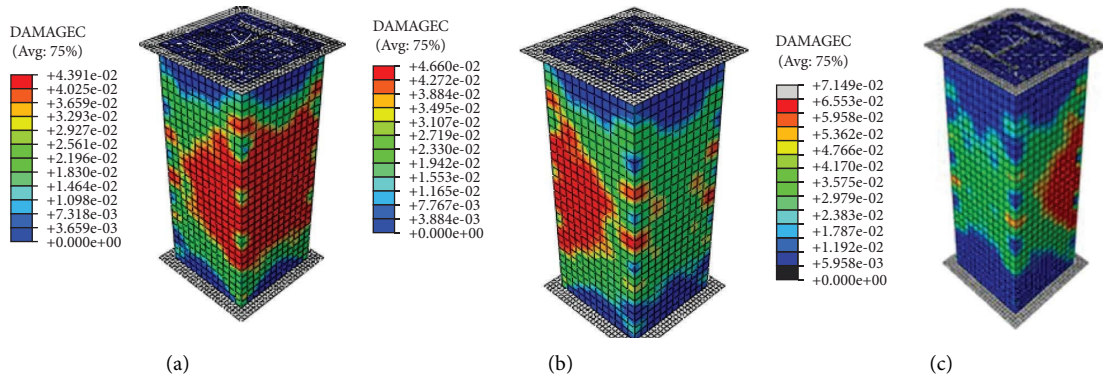 DAMAGEC
(Avg: 75%)
+4.391e-02
+4.025e-02
+3.659e-02
+3.293e-02
+2.927e-02
+2.561e-02
+2.196e-02
+1.830e-02
+1.464e-02
+1.098e-02
+7.318e-03
+3.659e-03
+0.000e+00
(a)
DAMAGEC
(Avg: 75%)
+4.660e-02
+4.272e-02
+3.884e-02
+3.495e-02
+3.107e-02
+2.719e-02
+2.330e-02
+1.942e-02
+1.553e-02
+1.165e-02
+7.767e-03
+3.884e-03
+0.000e+00
(b)
DAMAGEC
(Avg: 75%)
+7.149e-02
+6.553e-02
+5.958e-02
+5.362e-02
+4.766e-02
+4.170e-02
+3.575e-02
+2.979e-02
+2.383e-02
+1.787e-02
+1.192e-02
+5.958e-03
+0.000e+00
(c)